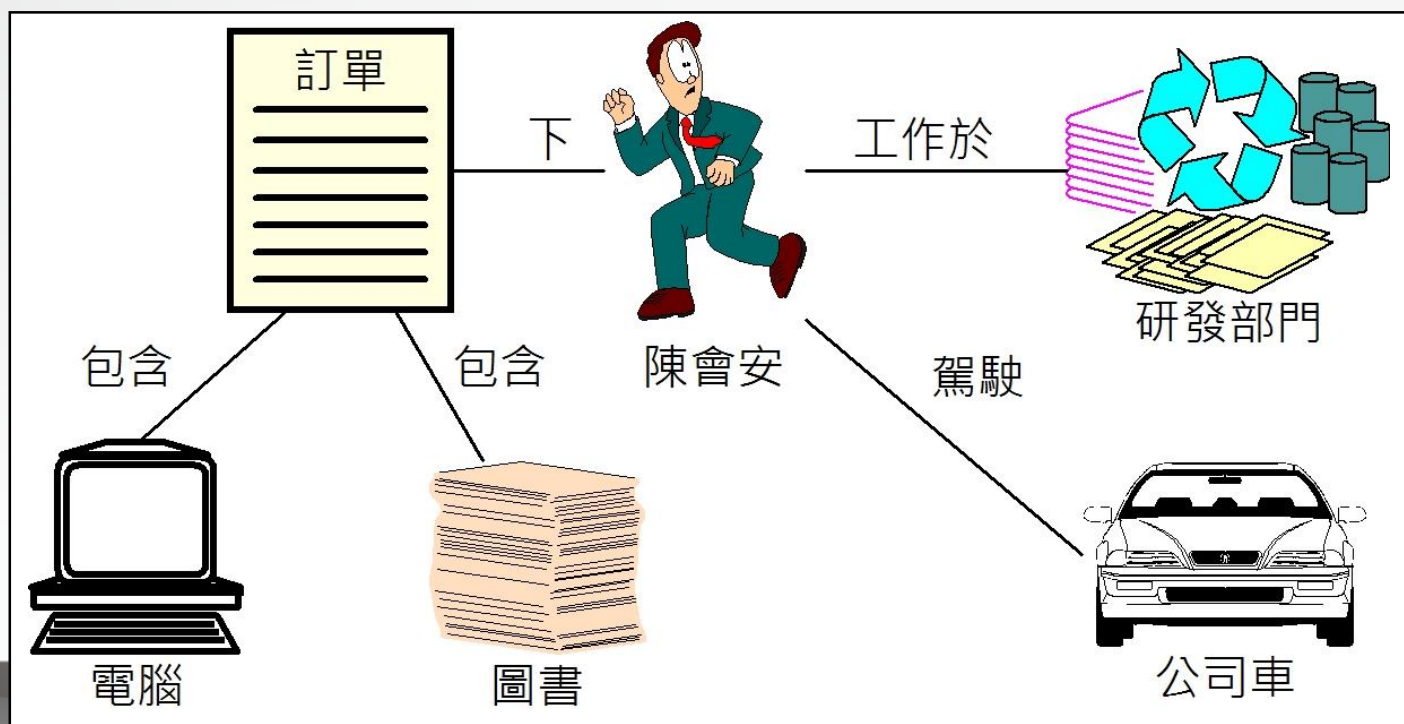 訂單
下
工作於
研發部門
包含
包含
陳會安
駕駛
電腦
圖書
公司車